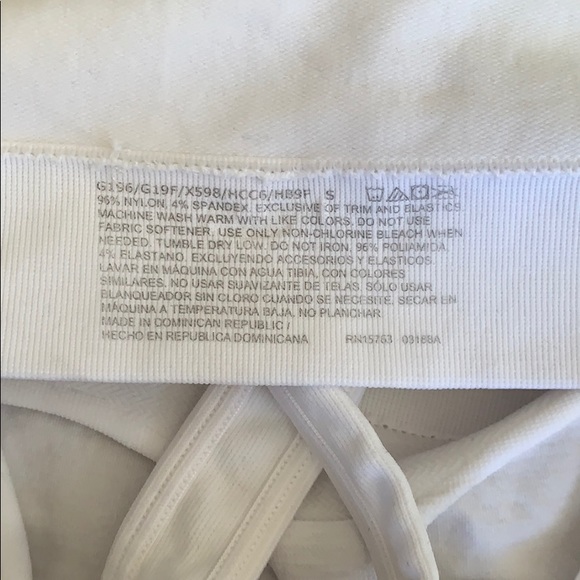 G196/G19F/X598/HCC6/HB9F S
96% NYLON, 4% SPANDEX, EXCLUSIVE OF TRIM AND ELASTICS
MACHINE WASH WARM WITH LIKE COLORS. DO NOT USE
FABRIC SOFTENER. USE ONLY NON-CHLORINE BLEACH WHEN
NEEDED. TUMBLE DRY LOW. DO NOT IRON. 96% POLIAMIDA,
4% ELASTANO. EXCLUYENDO ACCESORIOS Y ELASTICOS.
LAVAR EN MÁQUINA CON AGUA TIBIA, CON COLORES
SIMILARES. NO USAR SUAVIZANTE DE TELAS. SÓLO USAR
BLANQUEADOR SIN CLORO CUANDO SE NECESITE. SECAR EN
MÁQUINA A TEMPERATURA BAJA. NO PLANCHAR
MADE IN DOMINICAN REPUBLIC /
HECHO EN REPUBLICA DOMINICANA RN15763 0318SA